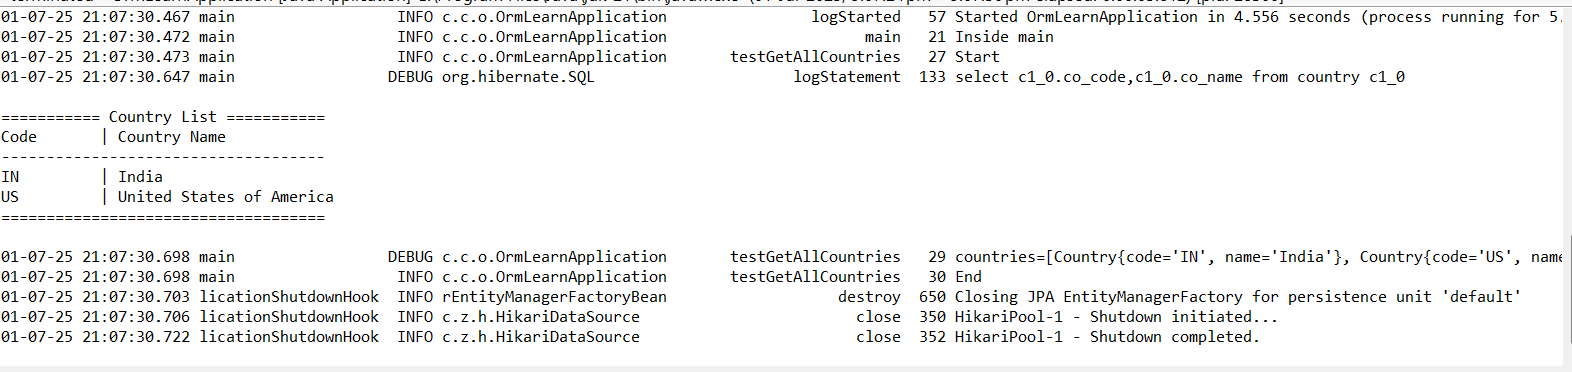 01-07-25 21:07:30.467 main                 INFO c.c.o.OrmLearnApplication                logStarted   57 Started OrmLearnApplication in 4.556 seconds (process running for 5.
01-07-25 21:07:30.472 main                 INFO c.c.o.OrmLearnApplication                      main   21 Inside main
01-07-25 21:07:30.473 main                 INFO c.c.o.OrmLearnApplication       testGetAllCountries   27 Start
01-07-25 21:07:30.647 main                DEBUG org.hibernate.SQL                      logStatement  133 select c1_0.co_code,c1_0.co_name from country c1_0
=========== Country List ===========
Code       | Country Name
------------------------------------
IN         | India
US         | United States of America
====================================
01-07-25 21:07:30.698 main                DEBUG c.c.o.OrmLearnApplication       testGetAllCountries   29 countries=[Country{code='IN', name='India'}, Country{code='US', name
01-07-25 21:07:30.698 main                 INFO c.c.o.OrmLearnApplication       testGetAllCountries   30 End
01-07-25 21:07:30.703 licationShutdownHook  INFO rEntityManagerFactoryBean                   destroy  650 Closing JPA EntityManagerFactory for persistence unit 'default'
01-07-25 21:07:30.706 licationShutdownHook  INFO c.z.h.HikariDataSource                        close  350 HikariPool-1 - Shutdown initiated...
01-07-25 21:07:30.722 licationShutdownHook  INFO c.z.h.HikariDataSource                        close  352 HikariPool-1 - Shutdown completed.